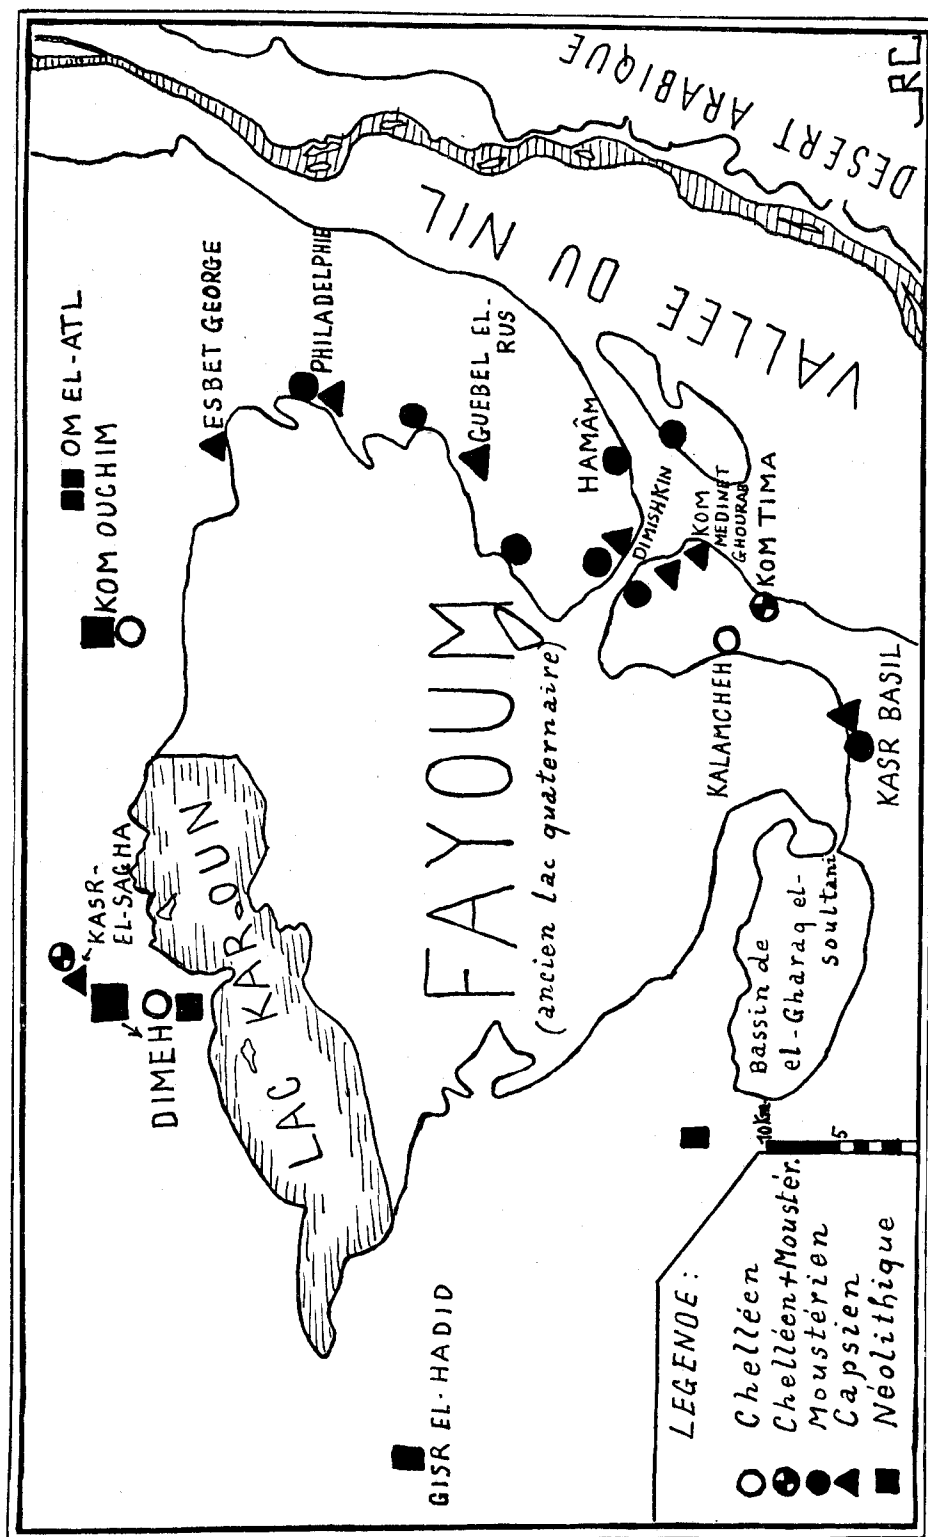 OM EL-ATL
KOM OUCHIM
KASR-
EL-SAGHA
DIMEH
LAC KAROUN
ESBET GEORGE
PHILADELPHIE
GUEBEL EL-
RUS
HAMÂM
DIMISHKIN
KOM
MEDINET
GHOURAB
KOM TIMA
KALAMCHEH
KASR BASIL
FAYOUM
(ancien lac quaternaire)
VALLEE DU NIL
DESERT ARABIQUE
Bassin de
el-Gharaq el-
Soultani
GISR EL-HADID
10Km.
5
LEGENDE:
Chelléen
Chelléen+Moustér.
Moustérien
Capsien
Néolithique
RC